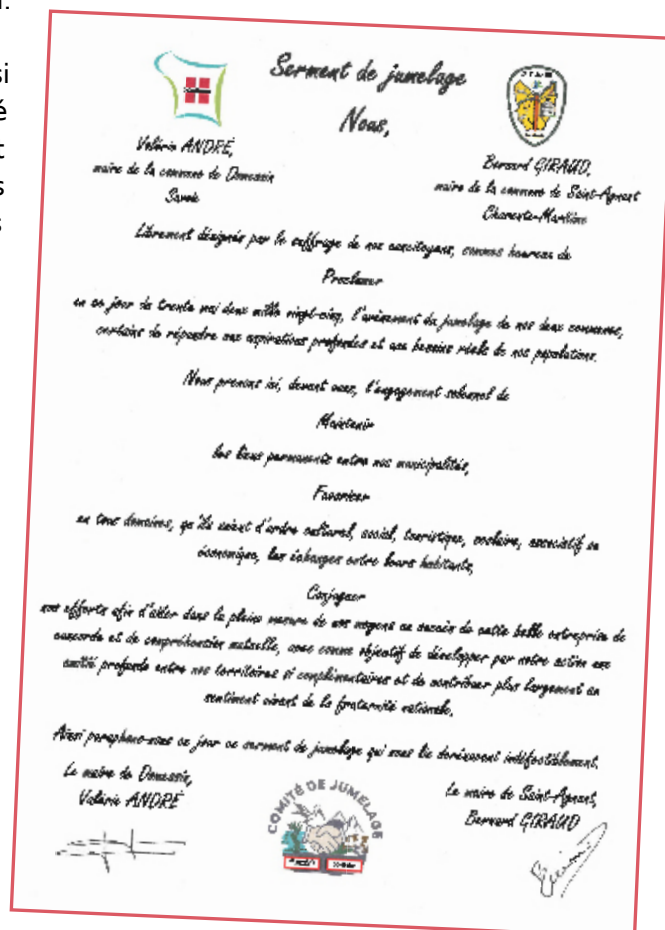 si
é
t
s
s
Serment de jumelage
Nous,
Valérie ANDRÉ,
maire de la commune de Domessin
Savoie
Bernard GIRAUD,
maire de la commune de Saint-Agnant
Charente-Maritime
Librement désignés par le suffrage de nos concitoyens, sommes heureux de
Proclamer
en ce jour du trente mai deux mille vingt-cinq, l'avènement du jumelage de nos deux communes,
certains de répondre aux aspirations profondes et aux besoins réels de nos populations.
Nous prenons ici, devant vous, l'engagement solennel de
Maintenir
les liens permanents entre nos municipalités,
Favoriser
en tous domaines, qu'ils soient d'ordre culturel, social, touristique, scolaire, associatif ou
économique, les échanges entre leurs habitants,
Conjuguer
nos efforts afin d'aider dans la pleine mesure de nos moyens au succès de cette belle entreprise de
concorde et de compréhension mutuelle, avec comme objectif de développer par notre action une
amitié profonde entre nos territoires si complémentaires et de contribuer plus largement au
sentiment vivant de la fraternité nationale.
Ainsi paraphons-nous ce jour ce serment de jumelage qui nous lie dorénavant indéfectiblement.
Le maire de Domessin,
Valérie ANDRÉ
COMITÉ DE JUMELAGE
Le maire de Saint-Agnant,
Bernard GIRAUD